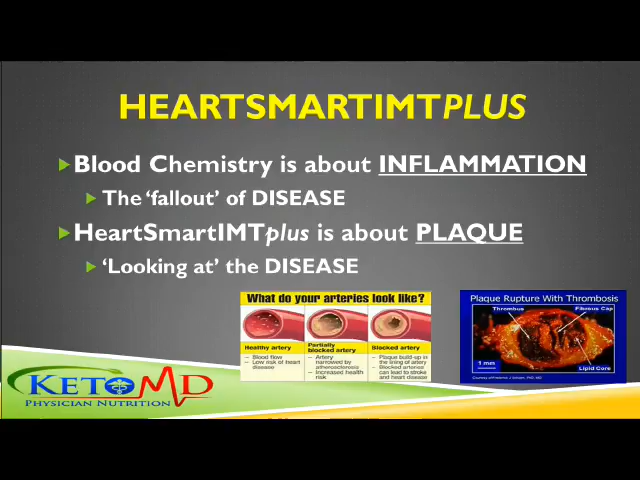 HEARTSMARTIMTPLUS
Blood Chemistry is about INFLAMMATION
The ‘fallout’ of DISEASE
HeartSmartIMTplus is about PLAQUE
‘Looking at’ the DISEASE
What do your arteries look like?
Healthy artery
– Blood flows
– Low risk of heart
disease
Partially
blocked artery
– Artery
narrowed by
atherosclerosis
– Increased health
risk
Blocked artery
– Plaque build-up in
the lining of artery
– Blocked arteries
can lead to stroke
and heart disease
Plaque Rupture With Thrombosis
Thrombus
Fibrous Cap
1 mm
Lipid Core
KETOMD
PHYSICIAN NUTRITION